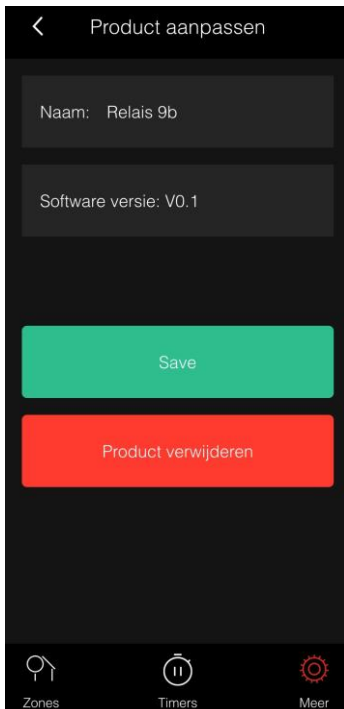 Product aanpassen
Naam: Relais 9b
Software versie: V0.1
Save
Product verwijderen
Zones Timers Meer